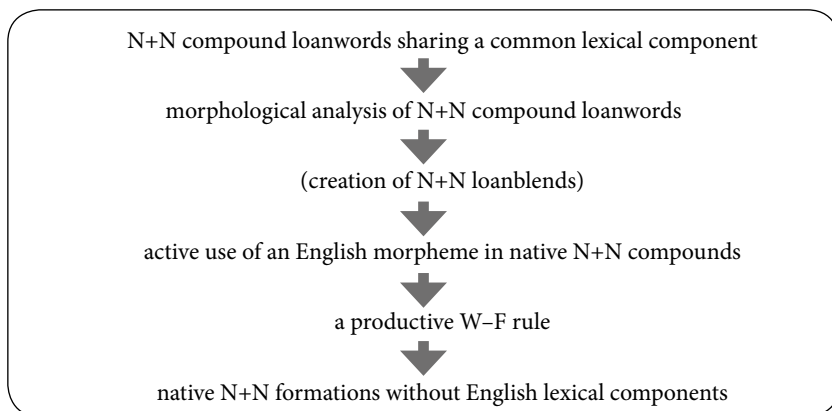 N+N compound loanwords sharing a common lexical component
morphological analysis of N+N compound loanwords
(creation of N+N loanblends)
active use of an English morpheme in native N+N compounds
a productive W–F rule
native N+N formations without English lexical components